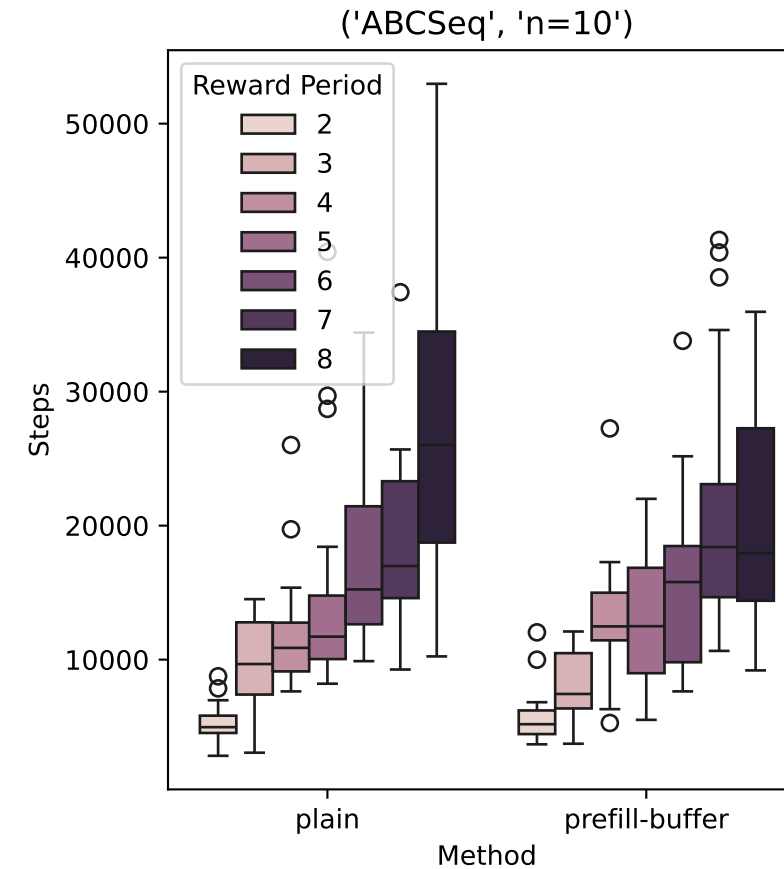 ('ABCSeq', 'n=10')
Reward Period
2
3
4
5
6
7
8
50000
40000
30000
20000
10000
Steps
plain
prefill-buffer
Method